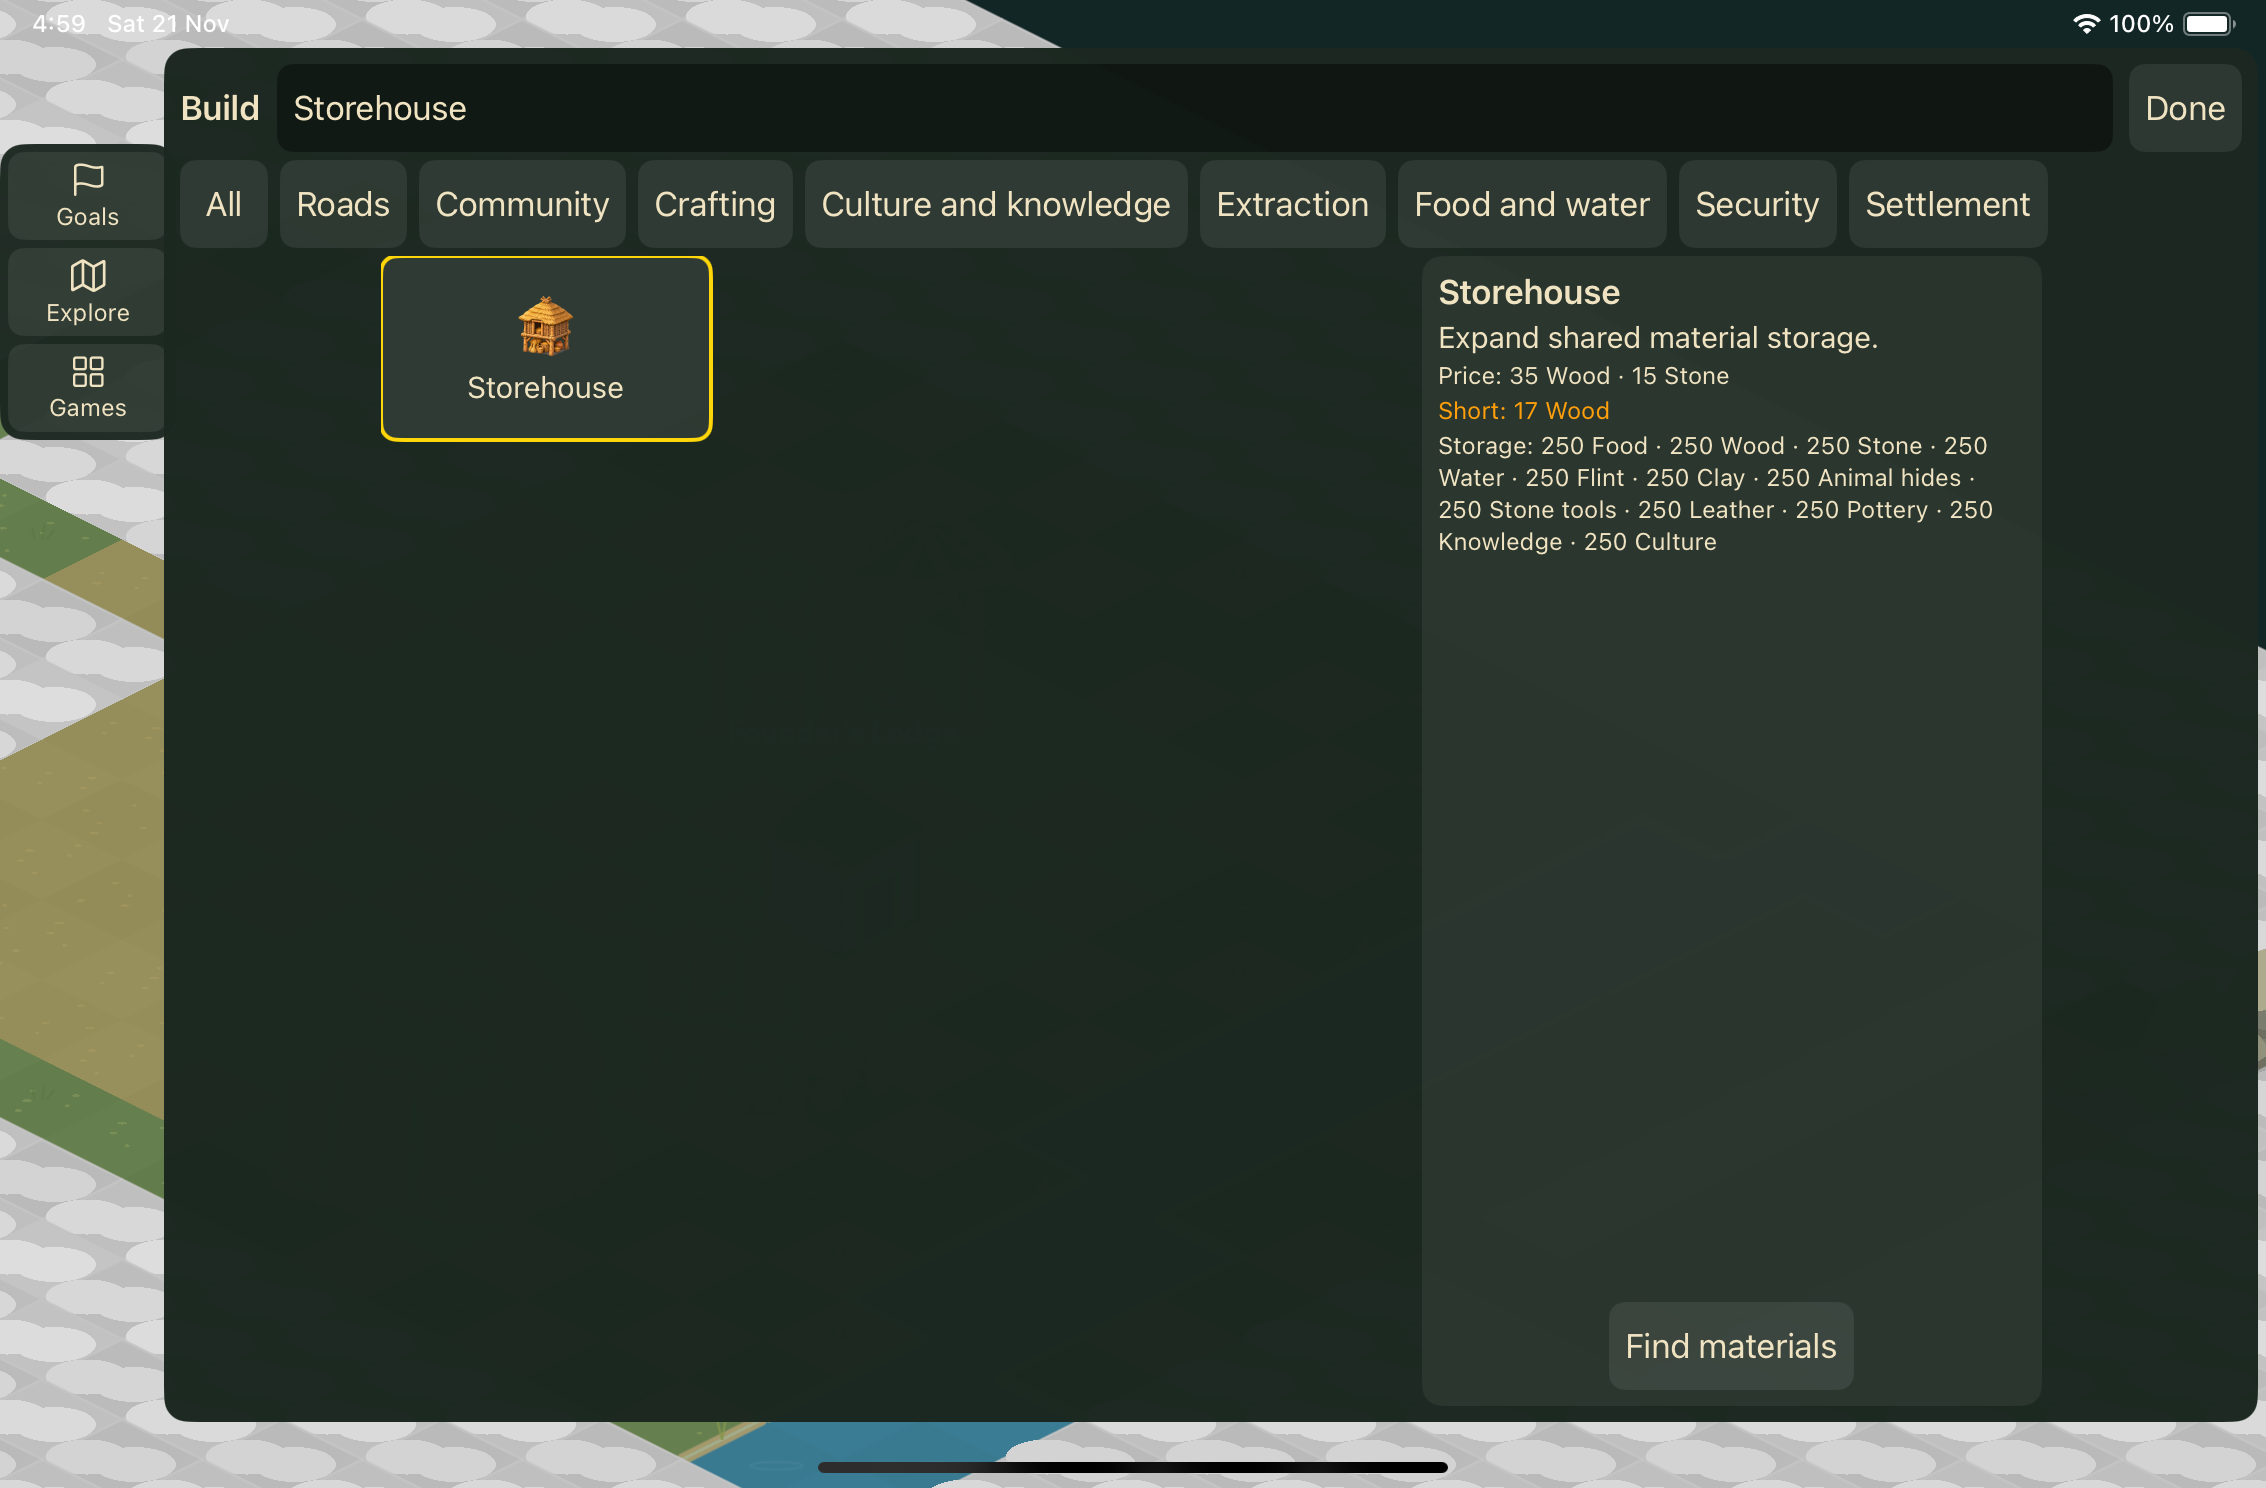 4:59 Sat 21 Nov
100%
Build
Storehouse
Done
Goals
Explore
Games
All
Roads
Community
Crafting
Culture and knowledge
Extraction
Food and water
Security
Settlement
Storehouse
Storehouse
Expand shared material storage.
Price: 35 Wood · 15 Stone
Short: 17 Wood
Storage: 250 Food · 250 Wood · 250 Stone · 250
Water · 250 Flint · 250 Clay · 250 Animal hides ·
250 Stone tools · 250 Leather · 250 Pottery · 250
Knowledge · 250 Culture
Find materials